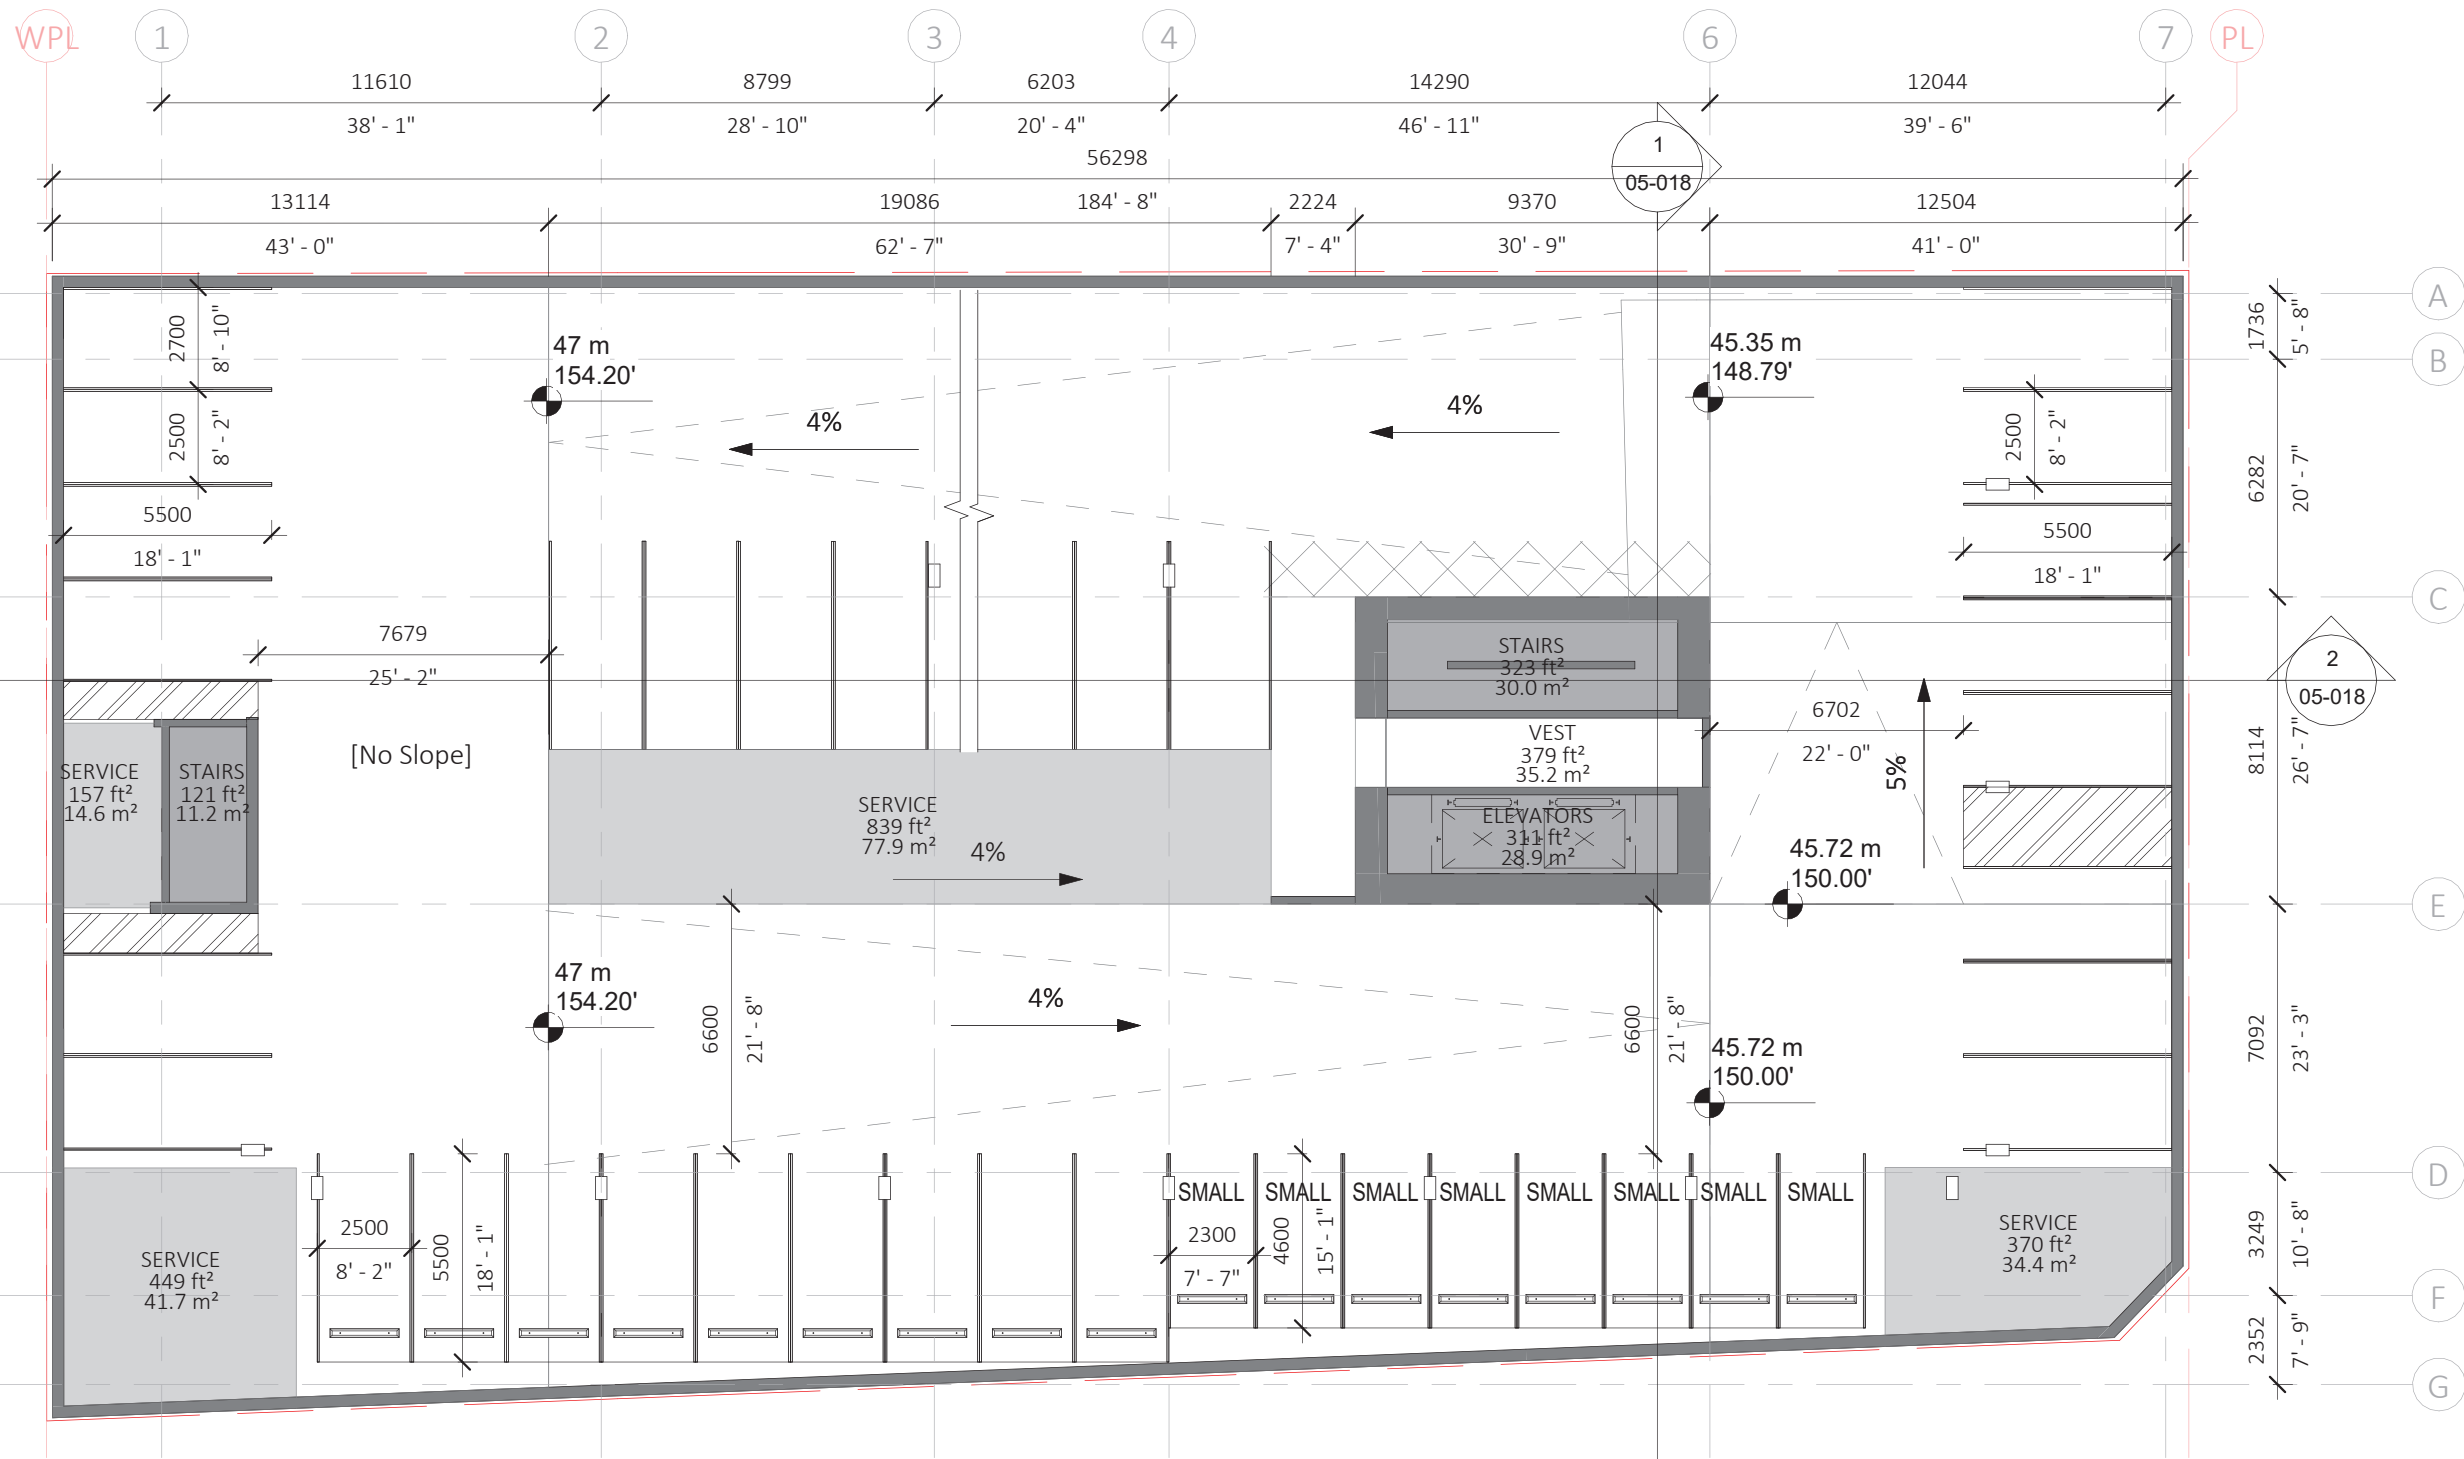 WPL 1 2 3 4 6 7 PL
11610 8799 6203 14290 12044
38' - 1" 28' - 10" 20' - 4" 46' - 11" 39' - 6"
1
05-018
56298
184' - 8"
13114 19086 2224 9370 12504
43' - 0" 62' - 7" 7' - 4" 30' - 9" 41' - 0"
A
1736
5' - 8"
B
2700
8' - 10"
47 m
154.20'
45.35 m
148.79'
4%
4%
2500
8' - 2"
2500
8' - 2"
6282
20' - 7"
5500
18' - 1"
5500
18' - 1"
C
7679
25' - 2"
STAIRS
323 ft²
30.0 m²
2
05-018
6702
22' - 0"
5%
8114
26' - 7"
[No Slope]
VEST
379 ft²
35.2 m²
SERVICE
157 ft²
14.6 m²
STAIRS
121 ft²
11.2 m²
SERVICE
839 ft²
77.9 m²
4%
ELEVATORS
311 ft²
28.9 m²
45.72 m
150.00'
E
47 m
154.20'
6600
21' - 8"
4%
6600
21' - 8"
45.72 m
150.00'
7092
23' - 3"
D
SMALL SMALL SMALL SMALL SMALL SMALL SMALL SMALL
2500
8' - 2"
5500
18' - 1"
2300
7' - 7"
4600
15' - 1"
SERVICE
449 ft²
41.7 m²
SERVICE
370 ft²
34.4 m²
3249
10' - 8"
F
2352
7' - 9"
G